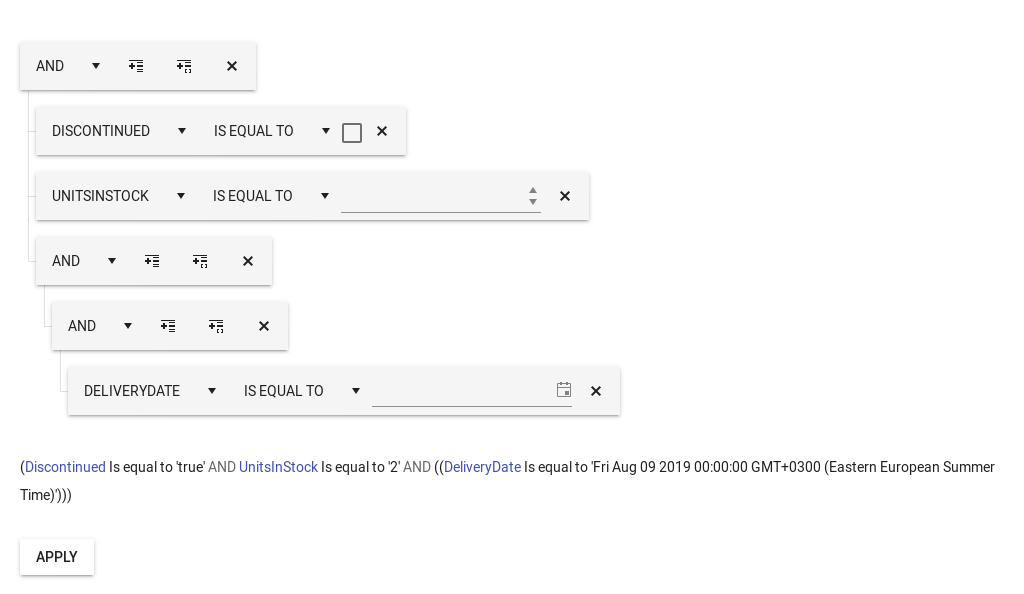 AND
DISCONTINUED IS EQUAL TO
UNITSINSTOCK IS EQUAL TO
AND
AND
DELIVERYDATE IS EQUAL TO
(Discontinued Is equal to 'true' AND UnitsInStock Is equal to '2' AND ((DeliveryDate Is equal to 'Fri Aug 09 2019 00:00:00 GMT+0300 (Eastern European Summer
Time)')))
APPLY